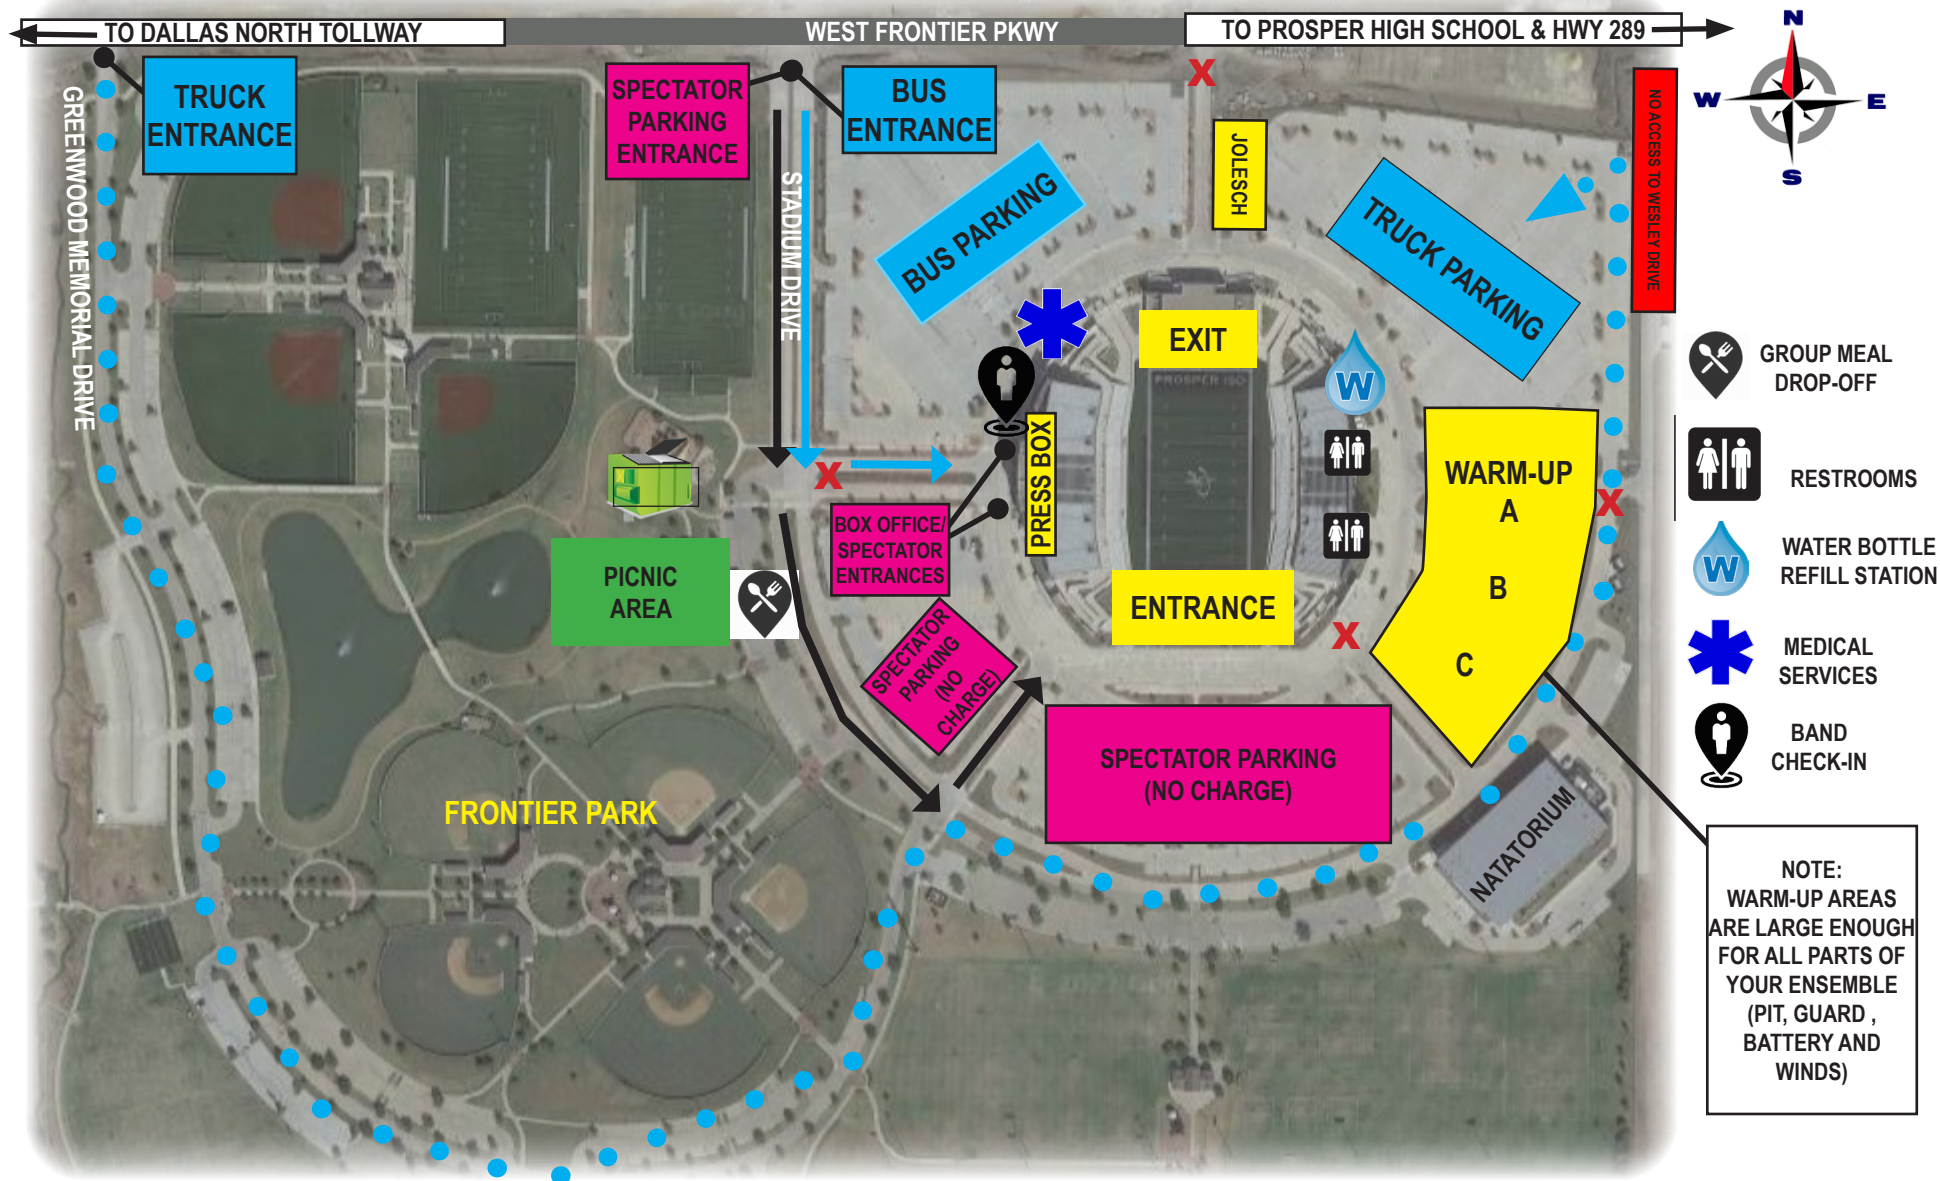 TO DALLAS NORTH TOLLWAY
WEST FRONTIER PKWY
TO PROSPER HIGH SCHOOL & HWY 289
N
W
E
S
TRUCK
ENTRANCE
SPECTATOR
PARKING
ENTRANCE
BUS
ENTRANCE
GREENWOOD MEMORIAL DRIVE
STADIUM DRIVE
X
JOLESCH
NO ACCESS TO WESLEY DRIVE
BUS PARKING
TRUCK PARKING
EXIT
PROSPER ISD
W
PRESS BOX
X
BOX OFFICE/
SPECTATOR
ENTRANCES
WARM-UP
A
B
C
X
PICNIC
AREA
ENTRANCE
X
SPECTATOR
PARKING
(NO
CHARGE)
SPECTATOR PARKING
(NO CHARGE)
FRONTIER PARK
NATATORIUM
GROUP MEAL
DROP-OFF
RESTROOMS
W
WATER BOTTLE
REFILL STATION
MEDICAL
SERVICES
BAND
CHECK-IN
NOTE:
WARM-UP AREAS
ARE LARGE ENOUGH
FOR ALL PARTS OF
YOUR ENSEMBLE
(PIT, GUARD ,
BATTERY AND
WINDS)